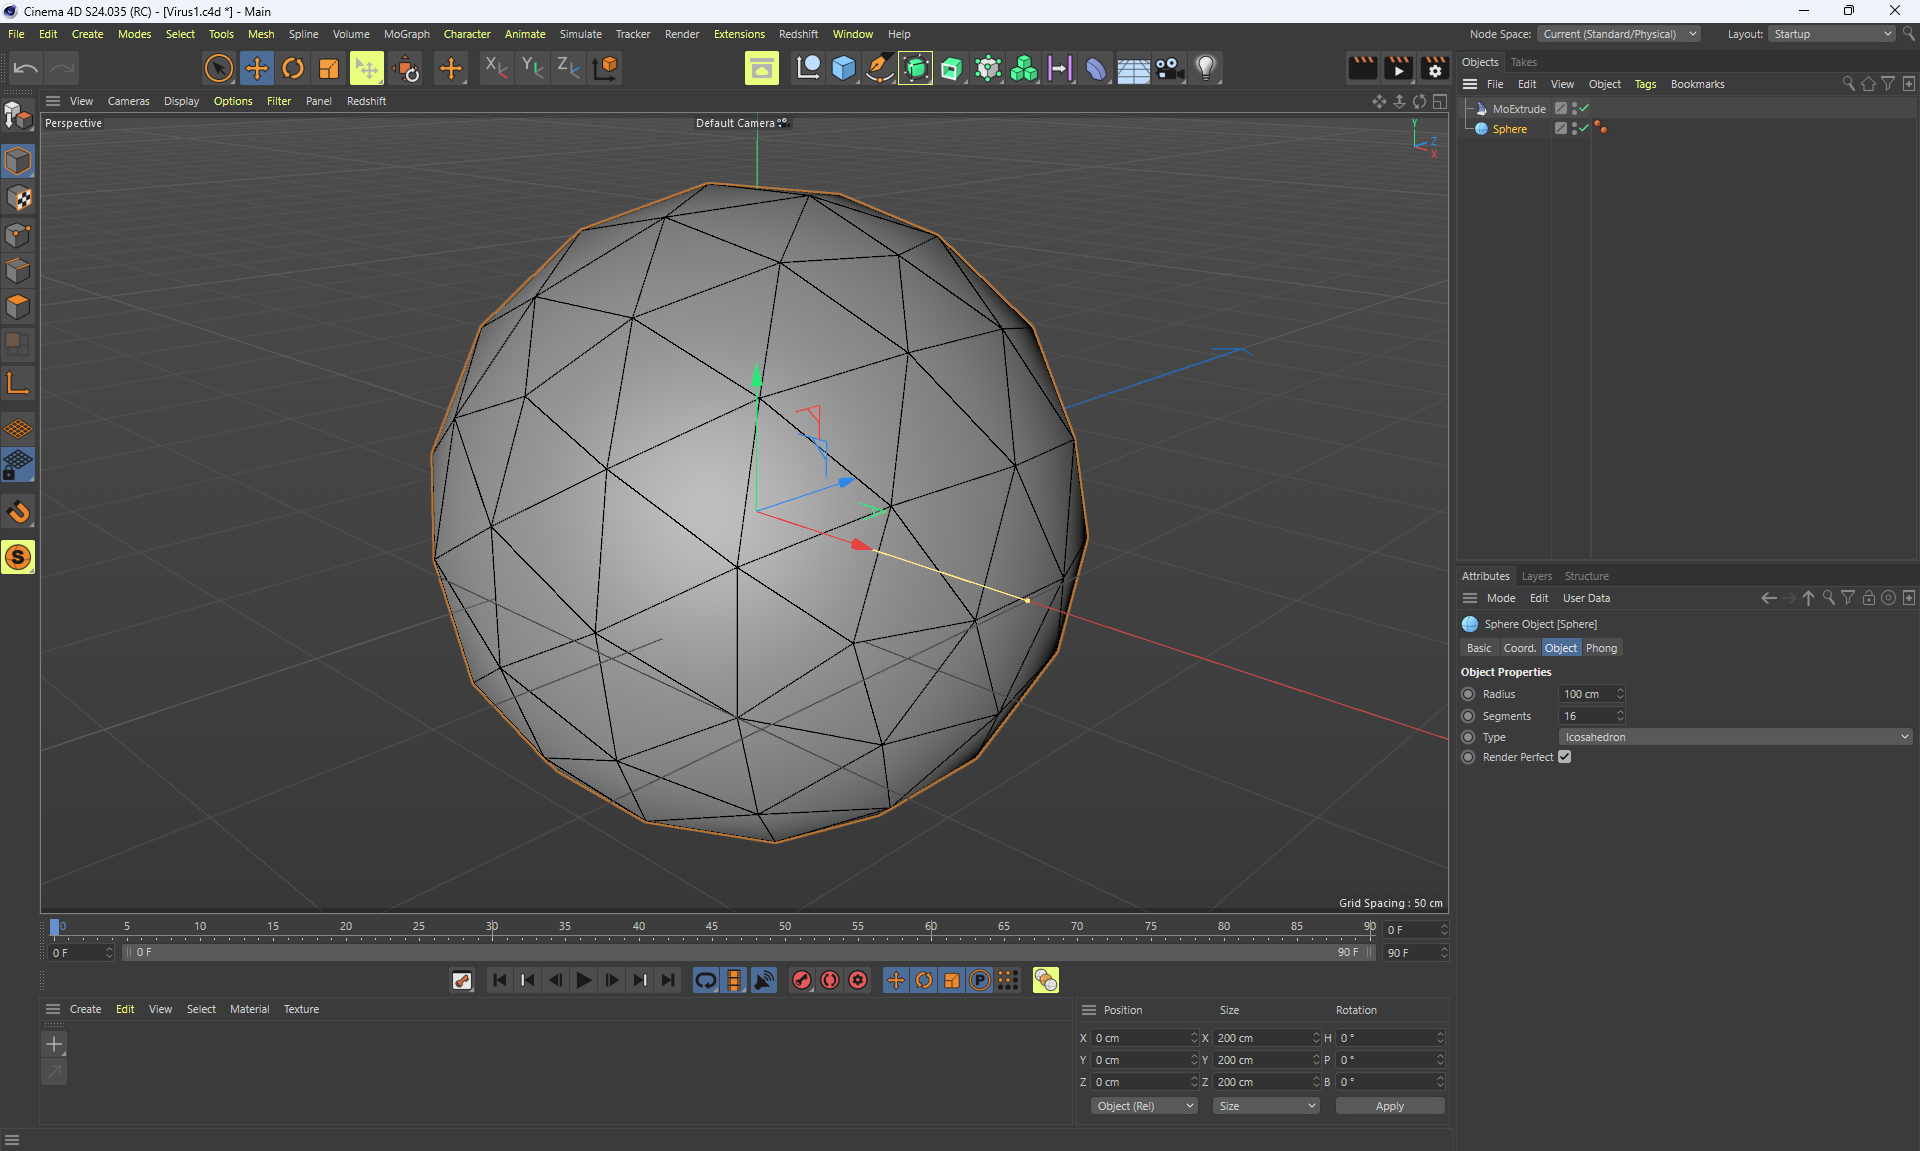 Cinema 4D S24.035 (RC) - [Virus1.c4d *] - Main
File Edit Create Modes Select Tools Mesh Spline Volume MoGraph Character Animate Simulate Tracker Render Extensions Redshift Window Help
Node Space: Current (Standard/Physical) Layout: Startup
X Y Z
View Cameras Display Options Filter Panel Redshift
Perspective
Default Camera
Y
Z
X
S
Grid Spacing : 50 cm
Objects Takes
File Edit View Object Tags Bookmarks
MoExtrude
Sphere
Attributes Layers Structure
Mode Edit User Data
Sphere Object [Sphere]
Basic Coord. Object Phong
Object Properties
Radius 100 cm
Segments 16
Type Icosahedron
Render Perfect
0 5 10 15 20 25 30 35 40 45 50 55 60 65 70 75 80 85 90 0 F
0 F 0 F 90 F 90 F
P
Create Edit View Select Material Texture
Position Size Rotation
X 0 cm X 200 cm H 0 °
Y 0 cm Y 200 cm P 0 °
Z 0 cm Z 200 cm B 0 °
Object (Rel) Size Apply